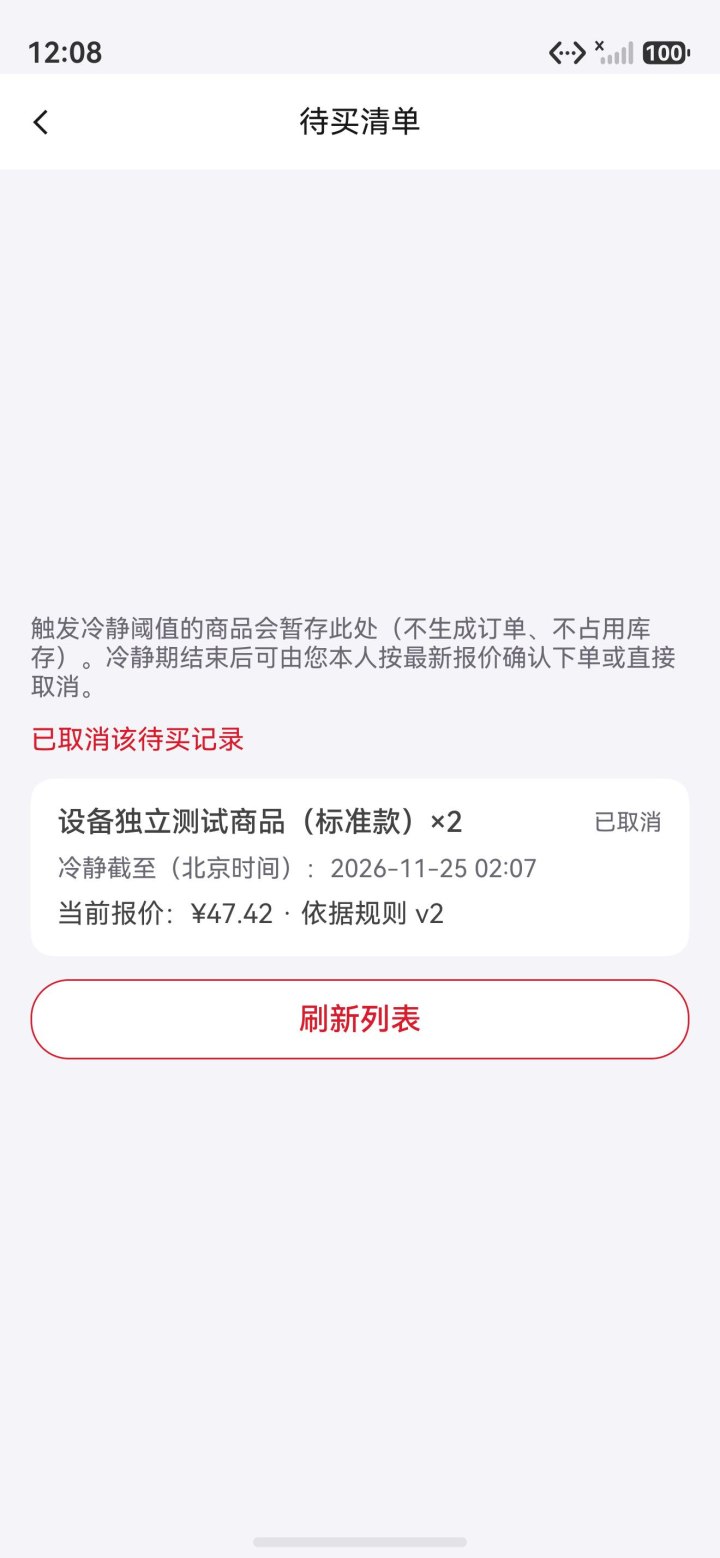 12:08
100
待买清单
触发冷静阈值的商品会暂存此处（不生成订单、不占用库
存）。冷静期结束后可由您本人按最新报价确认下单或直接
取消。
已取消该待买记录
设备独立测试商品（标准款）×2
已取消
冷静截至（北京时间）：2026-11-25 02:07
当前报价：¥47.42 · 依据规则 v2
刷新列表